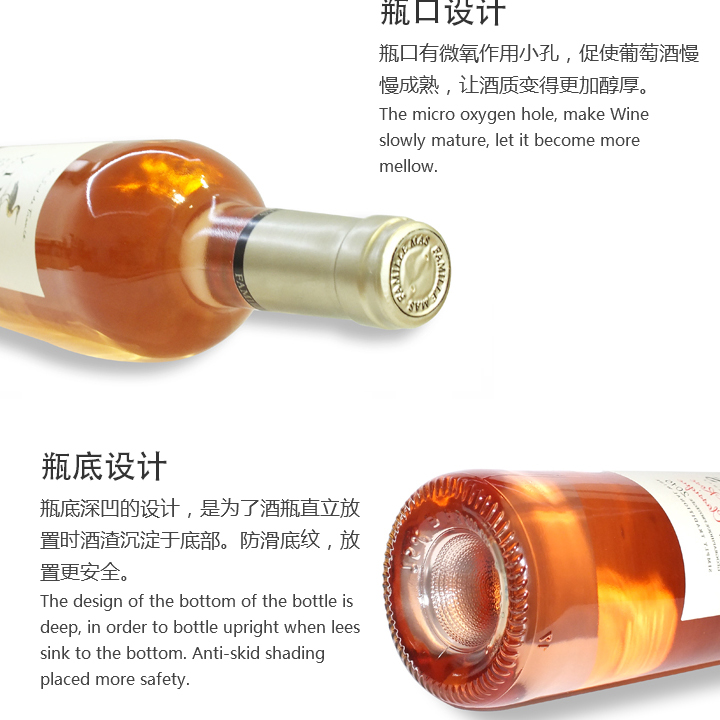 瓶口设计
瓶口有微氧作用小孔，促使葡萄酒慢
慢成熟，让酒质变得更加醇厚。
The micro oxygen hole, make Wine
slowly mature, let it become more
mellow.
FAMILLE MAS FAMILLE MAS
瓶底设计
瓶底深凹的设计，是为了酒瓶直立放
置时酒渣沉淀于底部。防滑底纹，放
置更安全。
The design of the bottom of the bottle is
deep, in order to bottle upright when lees
sink to the bottom. Anti-skid shading
placed more safety.